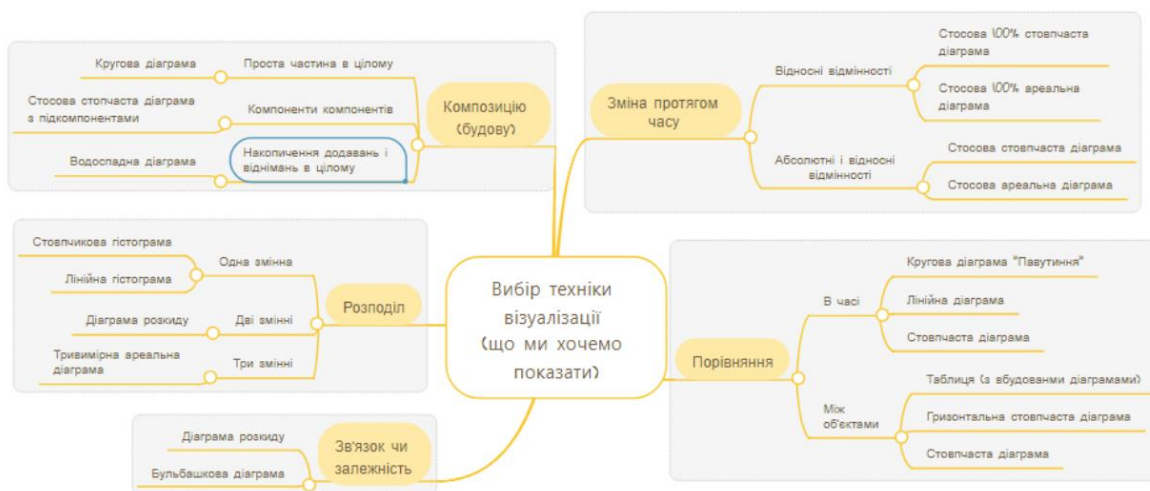 Вибір техніки
візуалізації
(що ми хочемо
показати)
Композицію
(будову)
Проста частина в цілому
Кругова діаграма
Компоненти компонентів
Стосова стопчаста діаграма
з підкомпонентами
Накопичення додавань і
віднімань в цілому
Водоспадна діаграма
Розподіл
Одна змінна
Стовпчикова гістограма
Лінійна гістограма
Дві змінні
Діаграма розкиду
Три змінні
Тривимірна ареальна
діаграма
Зв'язок чи
залежність
Діаграма розкиду
Бульбашкова діаграма
Зміна протягом
часу
Відносні відмінності
Стосова 100% стовпчаста
діаграма
Стосова 100% ареальна
діаграма
Абсолютні і відносні
відмінності
Стосова стовпчаста діаграма
Стосова ареальна діаграма
Порівняння
В часі
Кругова діаграма "Павутиння"
Лінійна діаграма
Стовпчаста діаграма
Між
об'єктами
Таблиця (з вбудованми діаграмами)
Гризонтальна стовпчаста діаграма
Стовпчаста діаграма